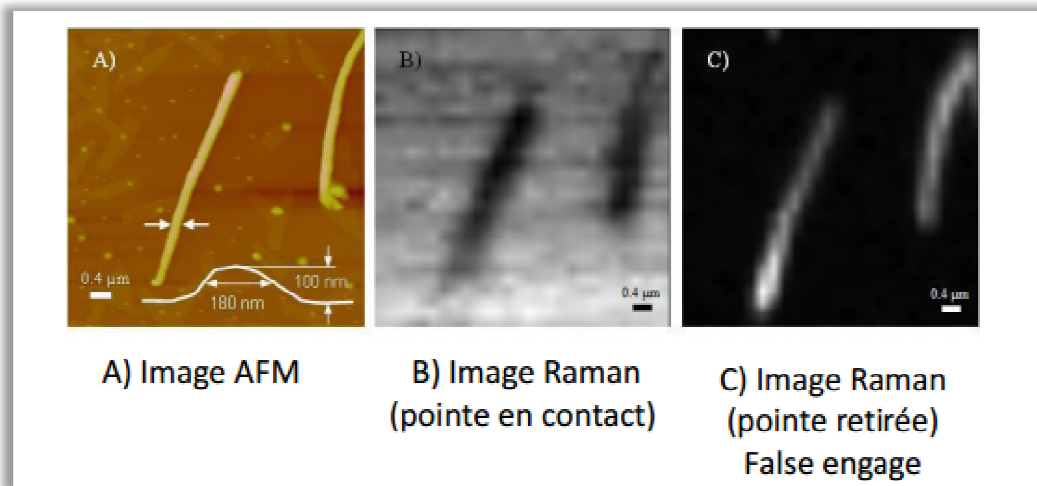 A)
0.4 µm
100 nm
180 nm
B)
0.4 µm
C)
0.4 µm
A) Image AFM
B) Image Raman
(pointe en contact)
C) Image Raman
(pointe retirée)
False engage